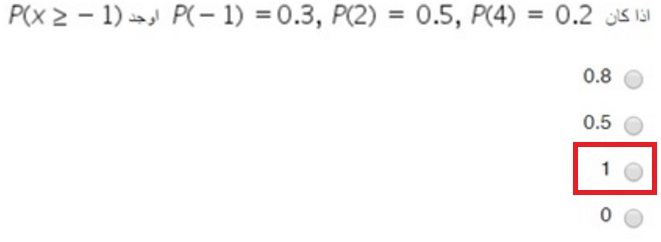 اذا كان P(− 1) = 0.3, P(2) = 0.5, P(4) = 0.2 اوجد P(x ≥ − 1)
0.8
0.5
1
0